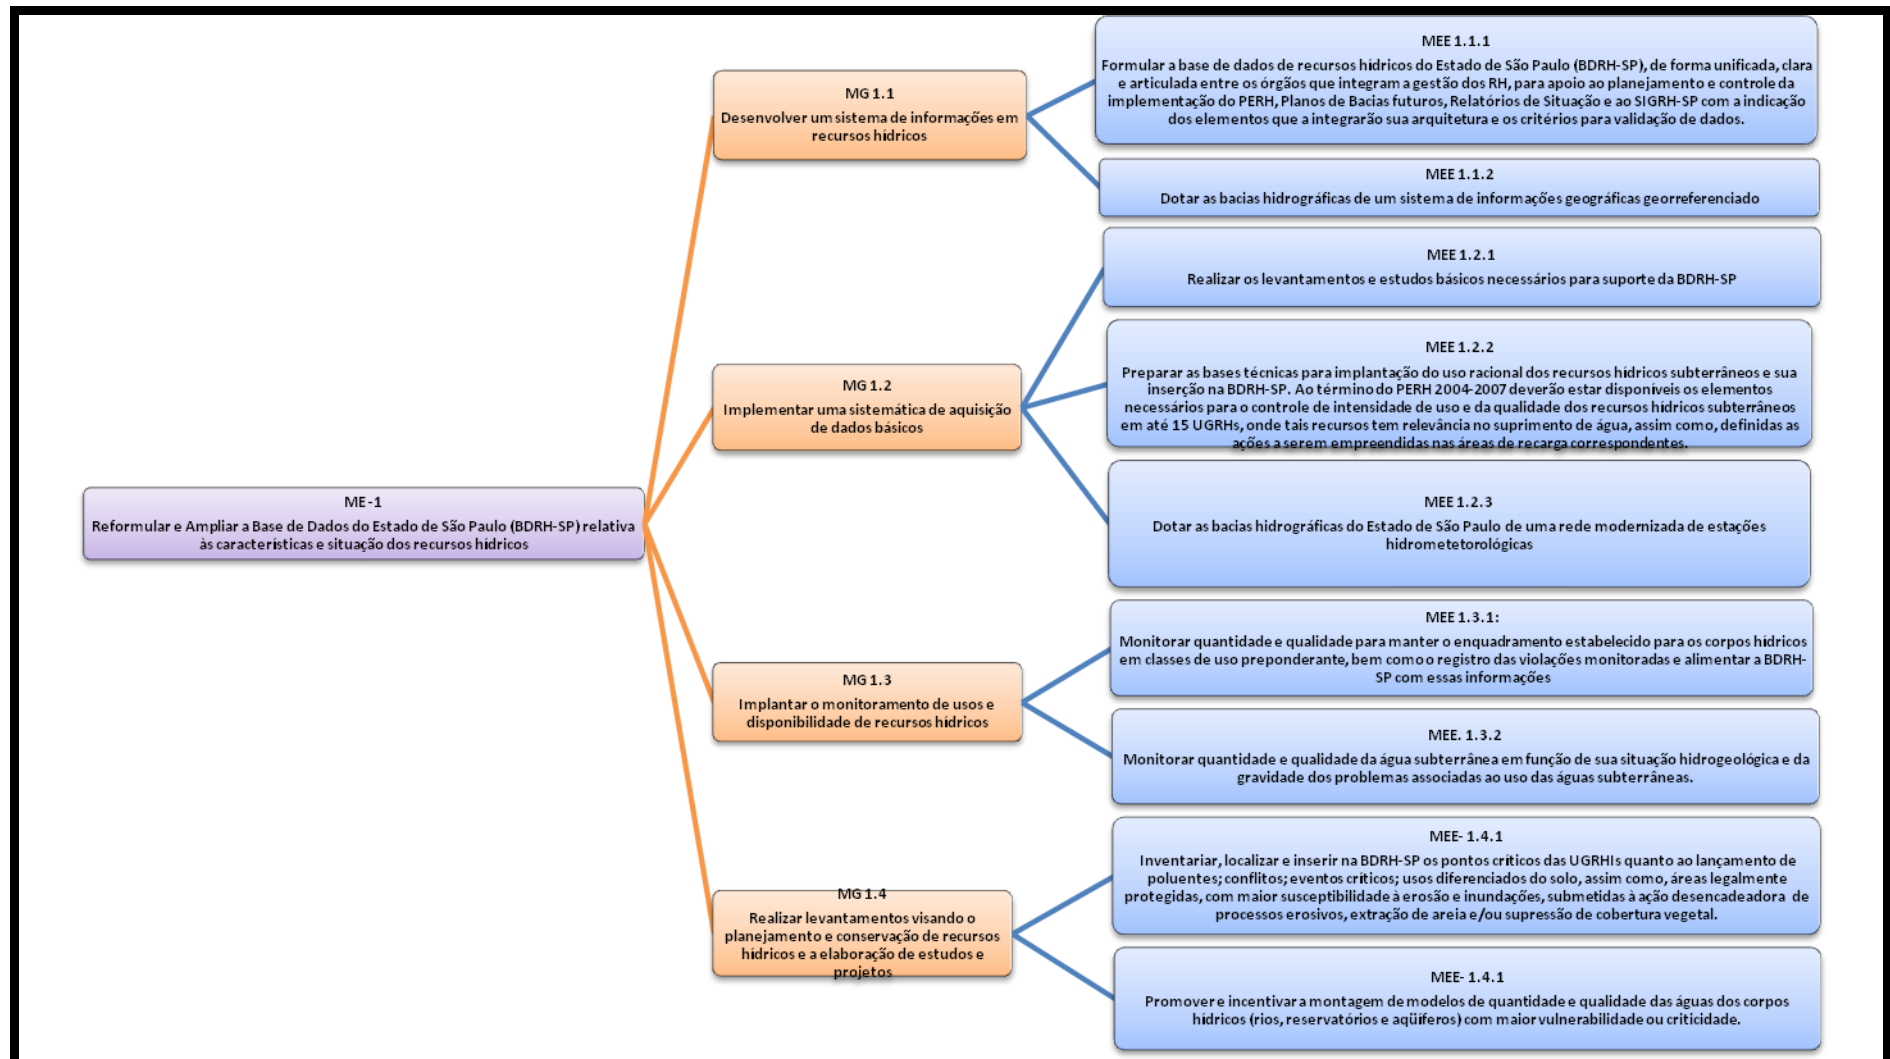 ME -1
Reformular e Ampliar a Base de Dados do Estado de São Paulo (BDRH-SP) relativa
às características e situação dos recursos hídricos
MG 1.1
Desenvolver um sistema de informações em
recursos hídricos
MEE 1.1.1
Formular a base de dados de recursos hídricos do Estado de São Paulo (BDRH-SP), de forma unificada, clara
e articulada entre os órgãos que integram a gestão dos RH, para apoio ao planejamento e controle da
implementação do PERH, Planos de Bacias futuros, Relatórios de Situação e ao SIGRH-SP com a indicação
dos elementos que a integrarão sua arquitetura e os critérios para validação de dados.
MEE 1.1.2
Dotar as bacias hidrográficas de um sistema de informações geográficas georreferenciado
MG 1.2
Implementar uma sistemática de aquisição
de dados básicos
MEE 1.2.1
Realizar os levantamentos e estudos básicos necessários para suporte da BDRH-SP
MEE 1.2.2
Preparar as bases técnicas para implantação do uso racional dos recursos hídricos subterrâneos e sua
inserção na BDRH-SP. Ao término do PERH 2004-2007 deverão estar disponíveis os elementos
necessários para o controle de intensidade de uso e da qualidade dos recursos hídricos subterrâneos
em até 15 UGRHs, onde tais recursos tem relevância no suprimento de água, assim como, definidas as
ações a serem empreendidas nas áreas de recarga correspondentes.
MEE 1.2.3
Dotar as bacias hidrográficas do Estado de São Paulo de uma rede modernizada de estações
hidrometetorológicas
MG 1.3
Implantar o monitoramento de usos e
disponibilidade de recursos hídricos
MEE 1.3.1:
Monitorar quantidade e qualidade para manter o enquadramento estabelecido para os corpos hídricos
em classes de uso preponderante, bem como o registro das violações monitoradas e alimentar a BDRH-
SP com essas informações
MEE. 1.3.2
Monitorar quantidade e qualidade da água subterrânea em função de sua situação hidrogeológica e da
gravidade dos problemas associadas ao uso das águas subterrâneas.
MG 1.4
Realizar levantamentos visando o
planejamento e conservação de recursos
hídricos e a elaboração de estudos e
projetos
MEE- 1.4.1
Inventariar, localizar e inserir na BDRH-SP os pontos críticos das UGRHIs quanto ao lançamento de
poluentes; conflitos; eventos críticos; usos diferenciados do solo, assim como, áreas legalmente
protegidas, com maior susceptibilidade à erosão e inundações, submetidas à ação desencadeadora de
processos erosivos, extração de areia e/ou supressão de cobertura vegetal.
MEE- 1.4.1
Promover e incentivar a montagem de modelos de quantidade e qualidade das águas dos corpos
hídricos (rios, reservatórios e aqüíferos) com maior vulnerabilidade ou criticidade.